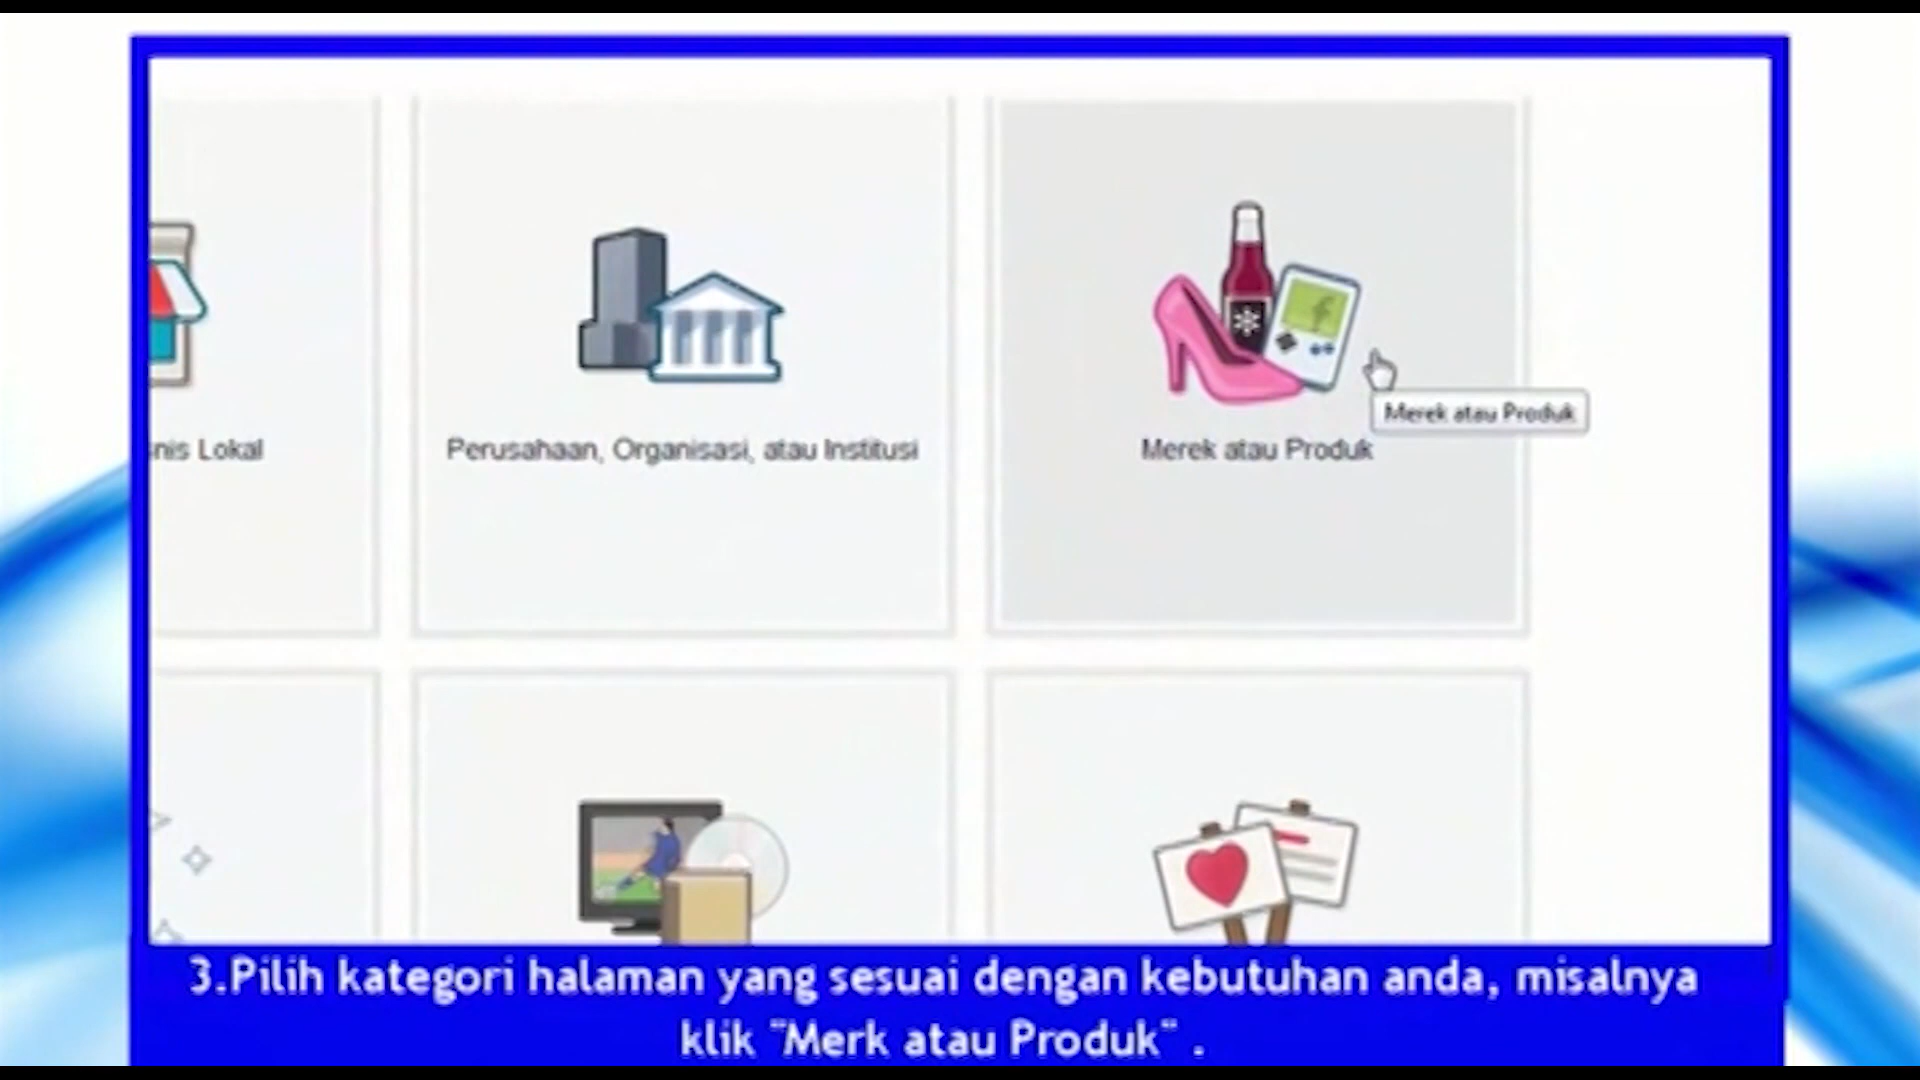 nis Lokal
Perusahaan, Organisasi, atau Institusi
Merek atau Produk
Merek atau Produk
3.Pilih kategori halaman yang sesuai dengan kebutuhan anda, misalnya
klik "Merk atau Produk" .